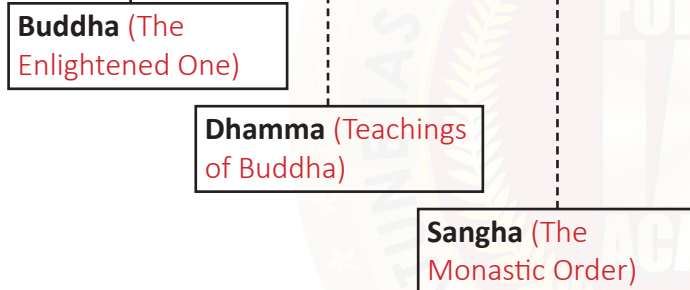 Buddha (The
Enlightened One)
Dhamma (Teachings
of Buddha)
Sangha (The
Monastic Order)